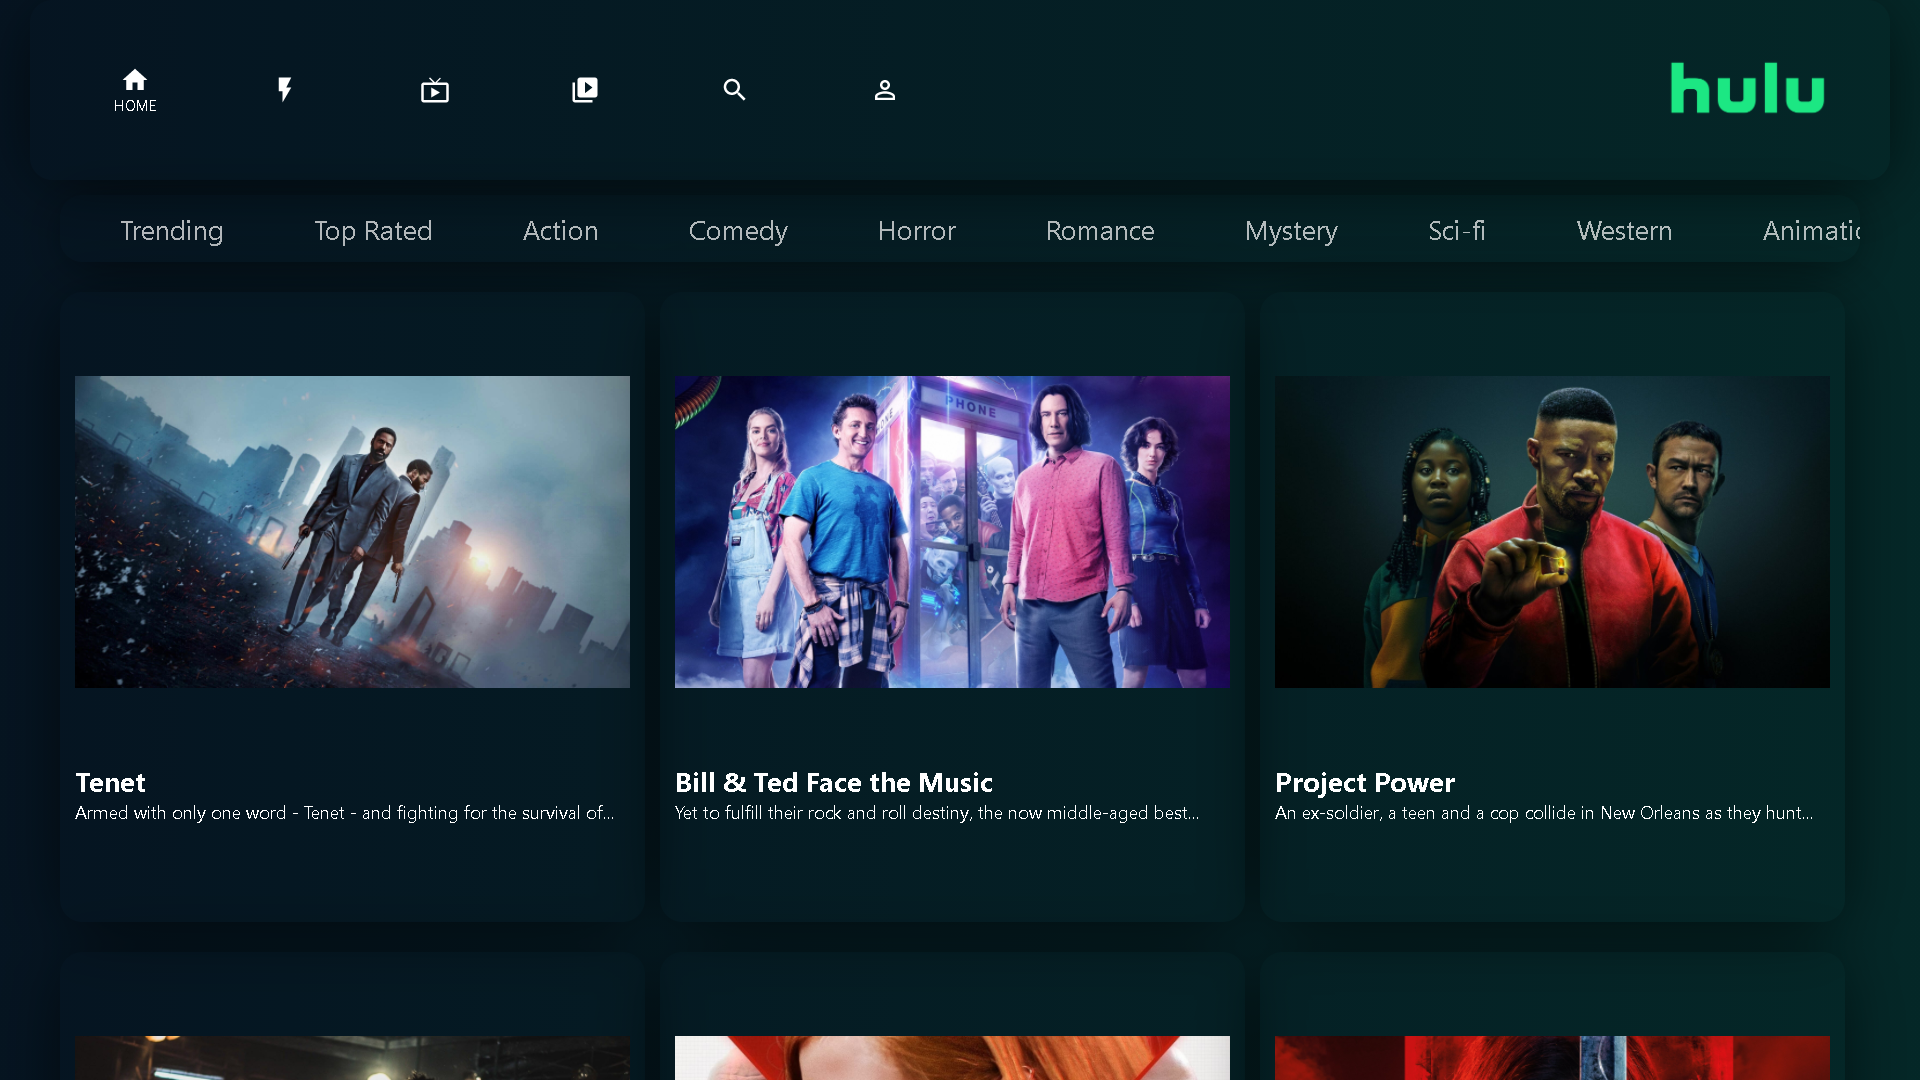 HOME
hulu
Trending Top Rated Action Comedy Horror Romance Mystery Sci-fi Western Animatic
PHONE
Tenet
Armed with only one word - Tenet - and fighting for the survival of...
Bill & Ted Face the Music
Yet to fulfill their rock and roll destiny, the now middle-aged best...
Project Power
An ex-soldier, a teen and a cop collide in New Orleans as they hunt...